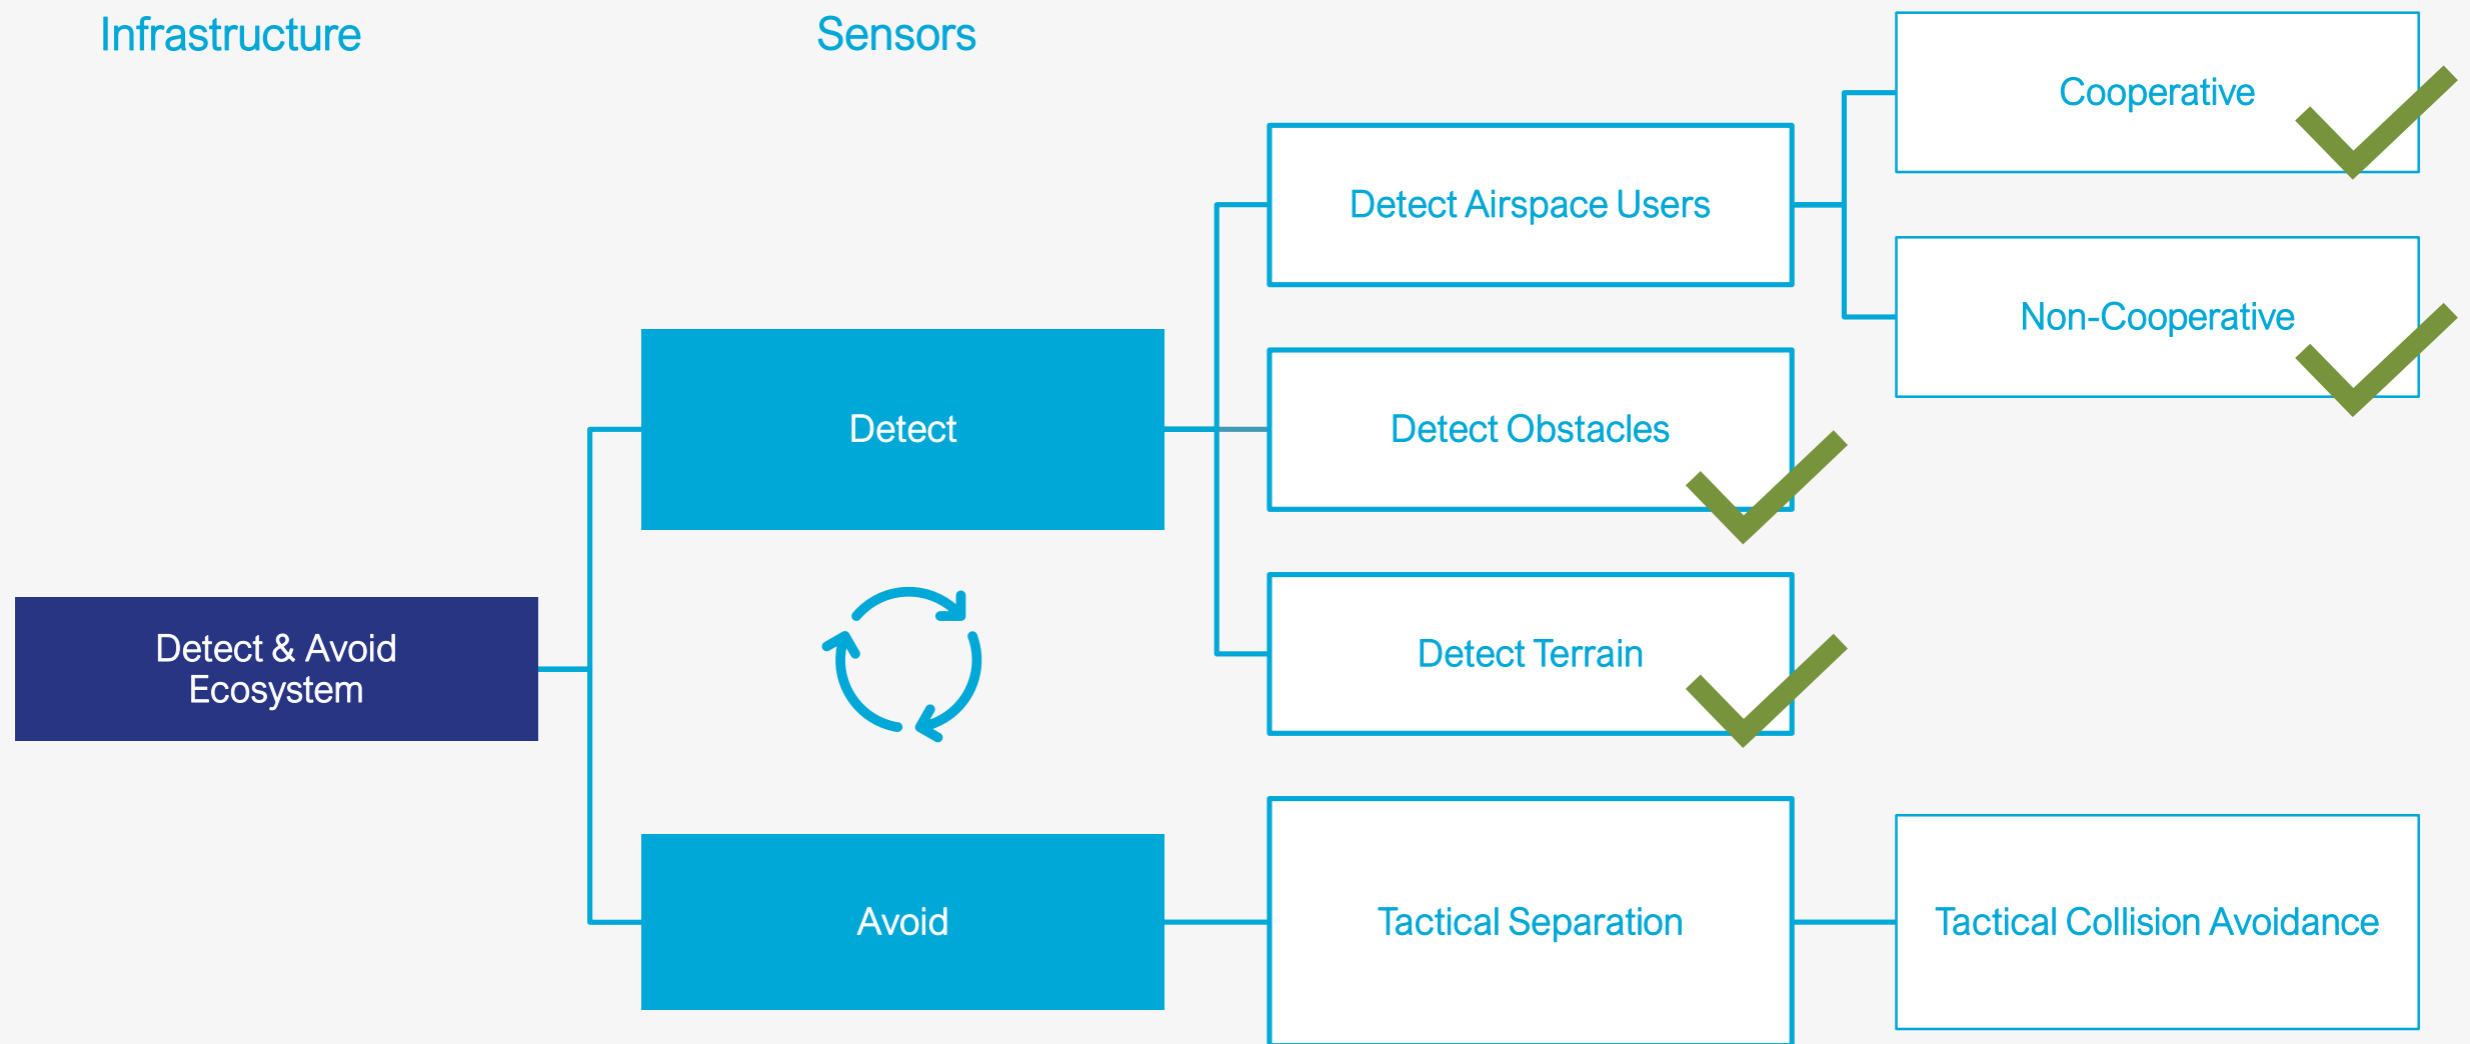 Infrastructure
Sensors
Cooperative
Detect Airspace Users
Non-Cooperative
Detect
Detect Obstacles
Detect & Avoid
Ecosystem
Detect Terrain
Avoid
Tactical Separation
Tactical Collision Avoidance